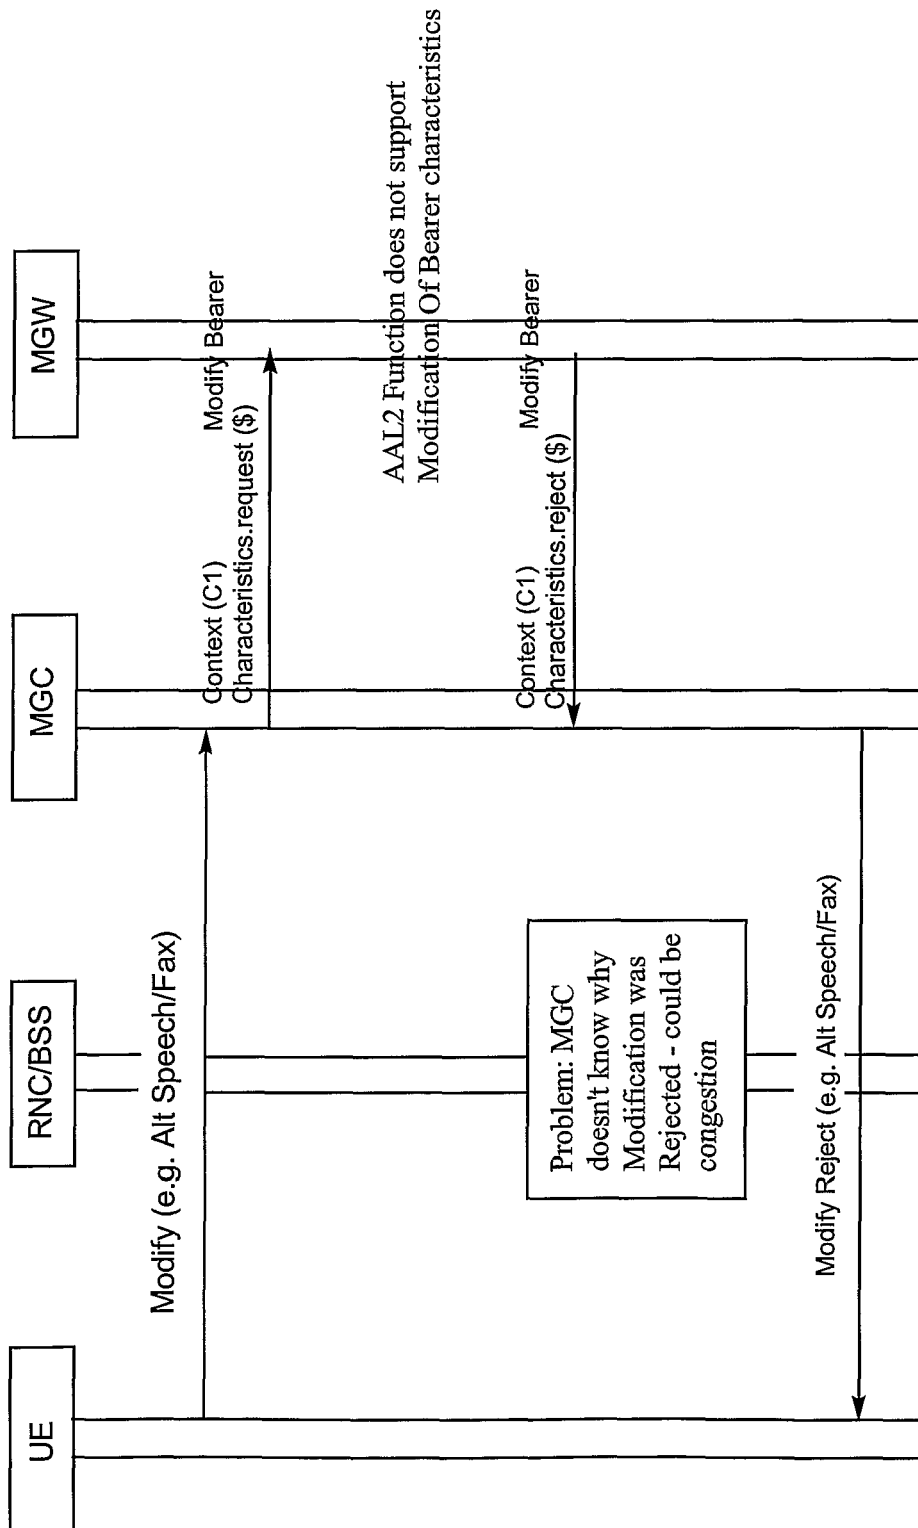 UE
RNC/BSS
MGC
MGW
Modify (e.g. Alt Speech/Fax)
Context (C1) Modify Bearer
Characteristics.request ($)
AAL2 Function does not support
Modification Of Bearer characteristics
Problem: MGC
doesn't know why
Modification was
Rejected - could be
congestion
Context (C1) Modify Bearer
Characteristics.reject ($)
Modify Reject (e.g. Alt Speech/Fax)